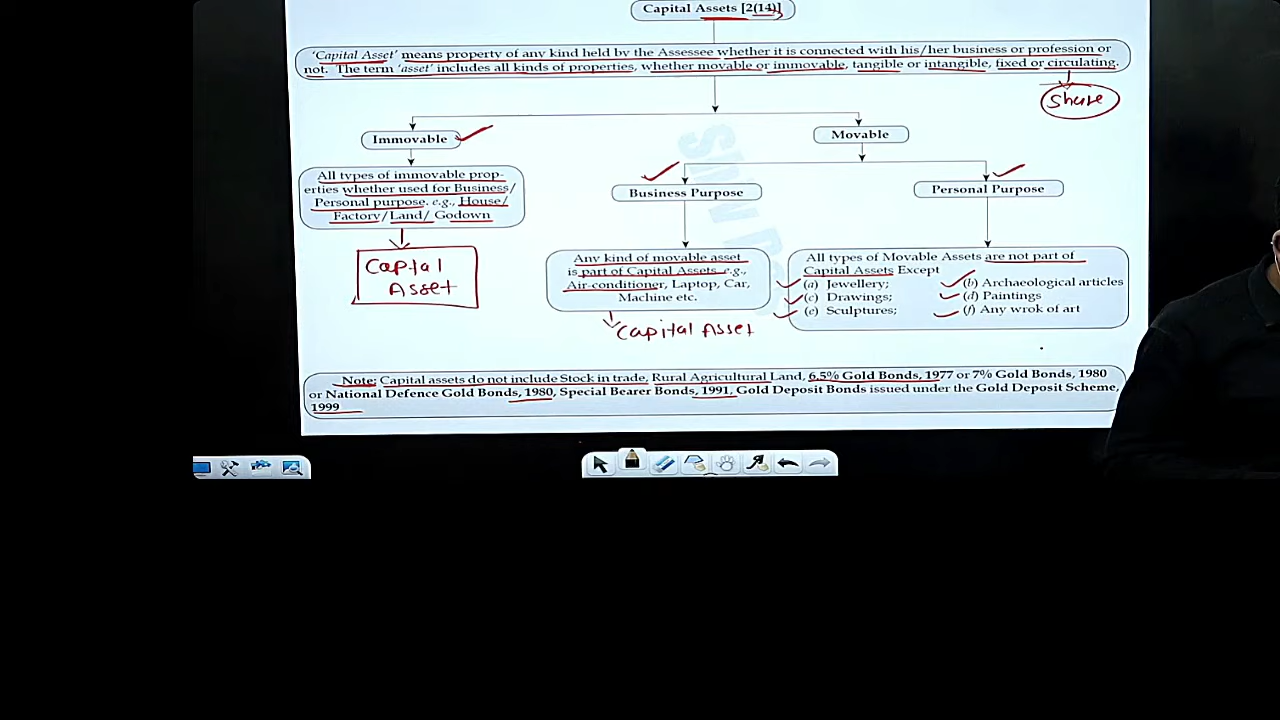 Capital Assets [2(14)]
'Capital Asset' means property of any kind held by the Assessee whether it is connected with his/her business or profession or
not. The term 'asset' includes all kinds of properties, whether movable or immovable, tangible or intangible, fixed or circulating.
Share
Immovable
Movable
All types of immovable prop-
erties whether used for Business/
Personal purpose. e.g., House/
Factory/Land/ Godown
Capital
Asset
Business Purpose
Personal Purpose
Any kind of movable asset
is part of Capital Assets e.g.,
Air-conditioner, Laptop, Car,
Machine etc.
Capital Asset
All types of Movable Assets are not part of
Capital Assets Except
(a) Jewellery; (b) Archaeological articles
(c) Drawings; (d) Paintings
(e) Sculptures; (f) Any wrok of art
Note: Capital assets do not include Stock in trade, Rural Agricultural Land, 6.5% Gold Bonds, 1977 or 7% Gold Bonds, 1980
or National Defence Gold Bonds, 1980, Special Bearer Bonds, 1991, Gold Deposit Bonds issued under the Gold Deposit Scheme,
1999